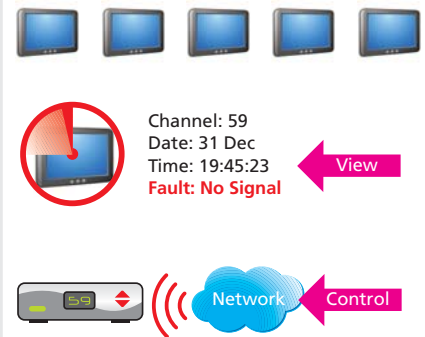 Channel: 59
Date: 31 Dec
Time: 19:45:23
View
Fault: No Signal
59
Network
Control